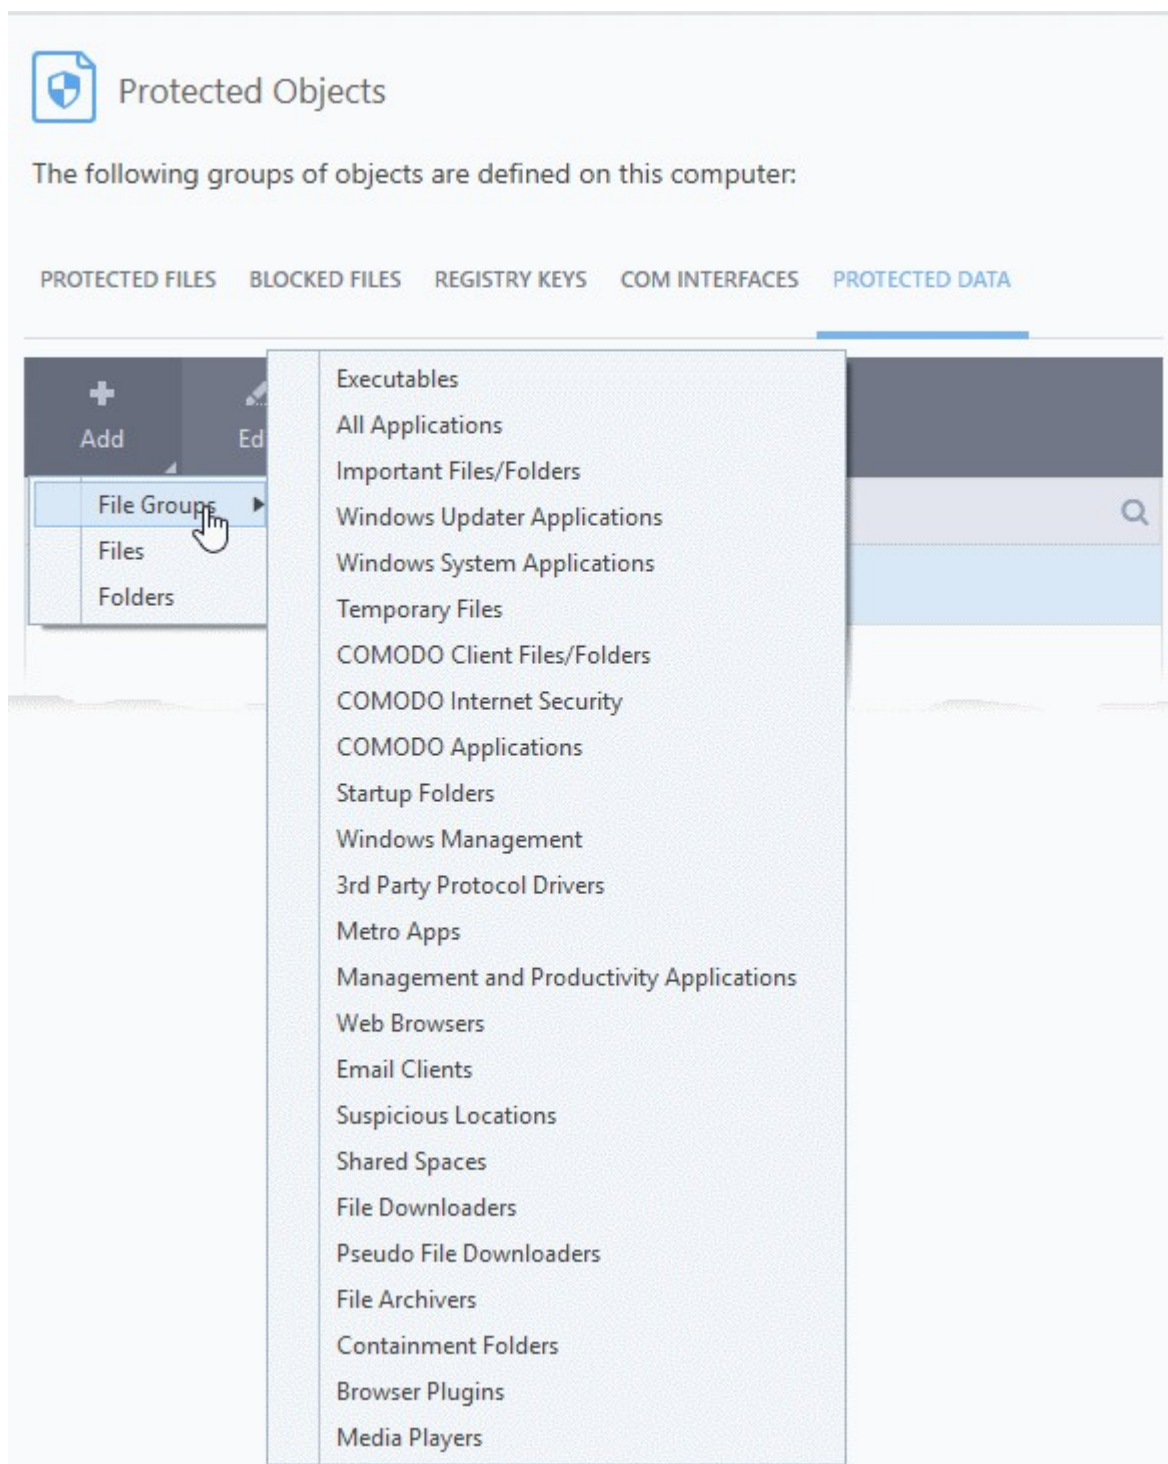 Protected Objects
The following groups of objects are defined on this computer:
PROTECTED FILES BLOCKED FILES REGISTRY KEYS COM INTERFACES PROTECTED DATA
Add
Ed
File Groups
Files
Folders
Executables
All Applications
Important Files/Folders
Windows Updater Applications
Windows System Applications
Temporary Files
COMODO Client Files/Folders
COMODO Internet Security
COMODO Applications
Startup Folders
Windows Management
3rd Party Protocol Drivers
Metro Apps
Management and Productivity Applications
Web Browsers
Email Clients
Suspicious Locations
Shared Spaces
File Downloaders
Pseudo File Downloaders
File Archivers
Containment Folders
Browser Plugins
Media Players